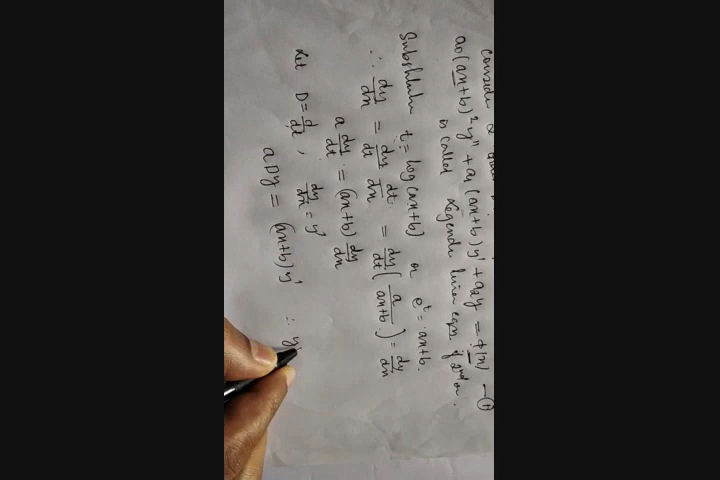 a₀(ax+b)²y'' + a₁(ax+b)y' + a₂y = φ(x) —①
is called Legendre linear eqn. of 2nd or.
Substitute t = log(ax+b) or eᵗ = ax+b.
∴ dy/dx = dy/dt dt/dx = dy/dt (a/ax+b) = dy/dx
a dy/dt = (ax+b) dy/dx
Let D = d/dt, dy/dx = y'
aDy = (ax+b)y' ∴ y'